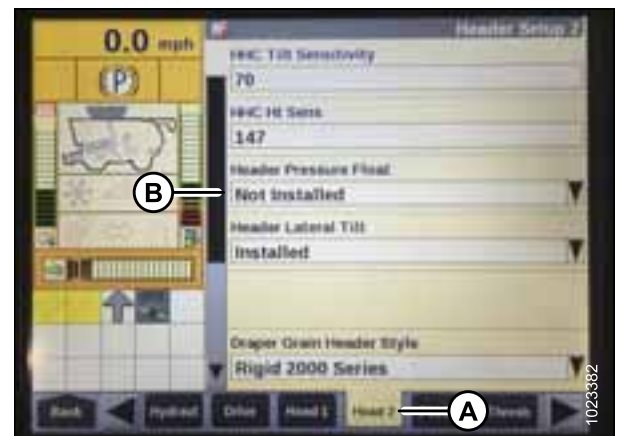 0.0 mph
Header Setup 2
(P)
HHC Tilt Sensitivity
70
HHC Ht Sens
147
Header Pressure Float
Not Installed
B
Header Lateral Tilt
Installed
Draper Grain Header Style
Rigid 2000 Series
Back
Hydraul
Drive
Head 1
Head 2
A
Thresh
1023382